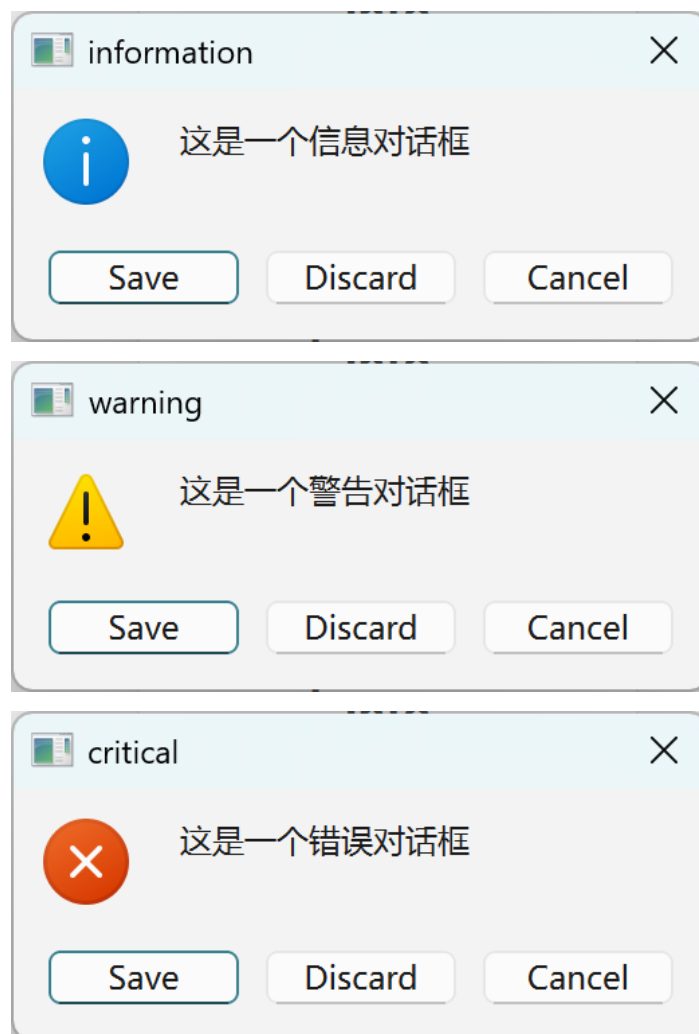 information
这是一个信息对话框
Save Discard Cancel
warning
这是一个警告对话框
Save Discard Cancel
critical
这是一个错误对话框
Save Discard Cancel